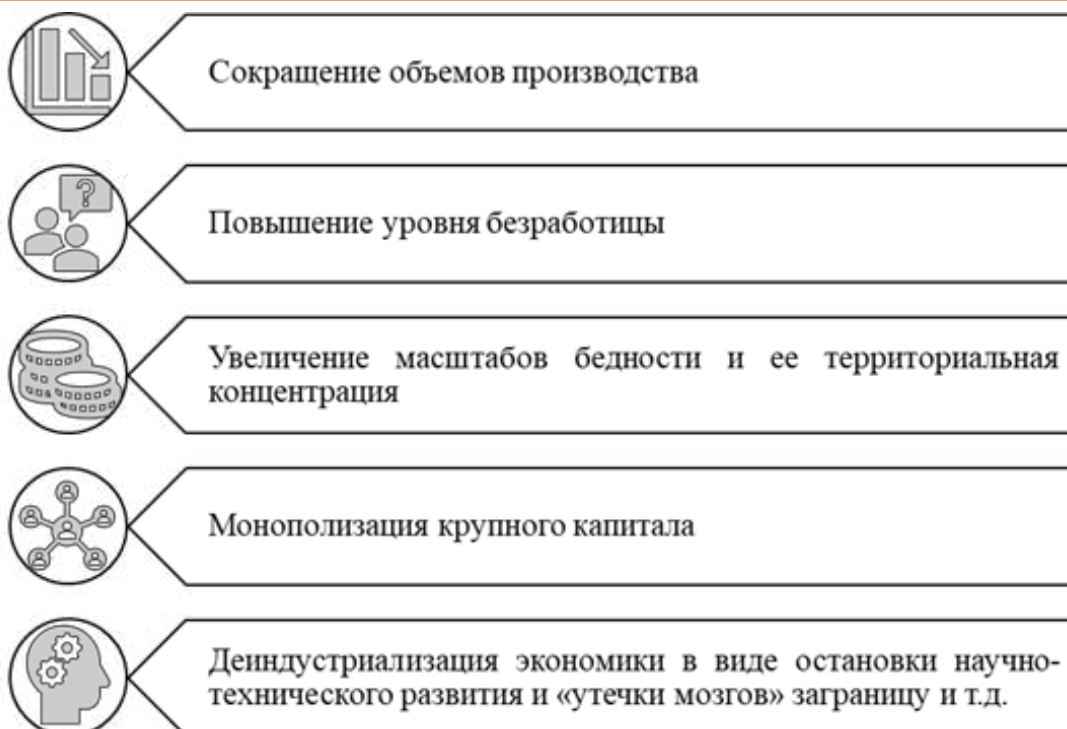 Сокращение объемов производства
?
Повышение уровня безработицы
Увеличение масштабов бедности и ее территориальная
концентрация
Монополизация крупного капитала
Деиндустриализация экономики в виде остановки научно-
технического развития и «утечки мозгов» заграницу и т.д.